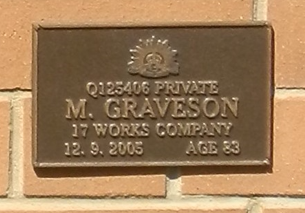 Q125406 PRIVATE
M. GRAVESON
17 WORKS COMPANY
12. 9. 2005 AGE 83